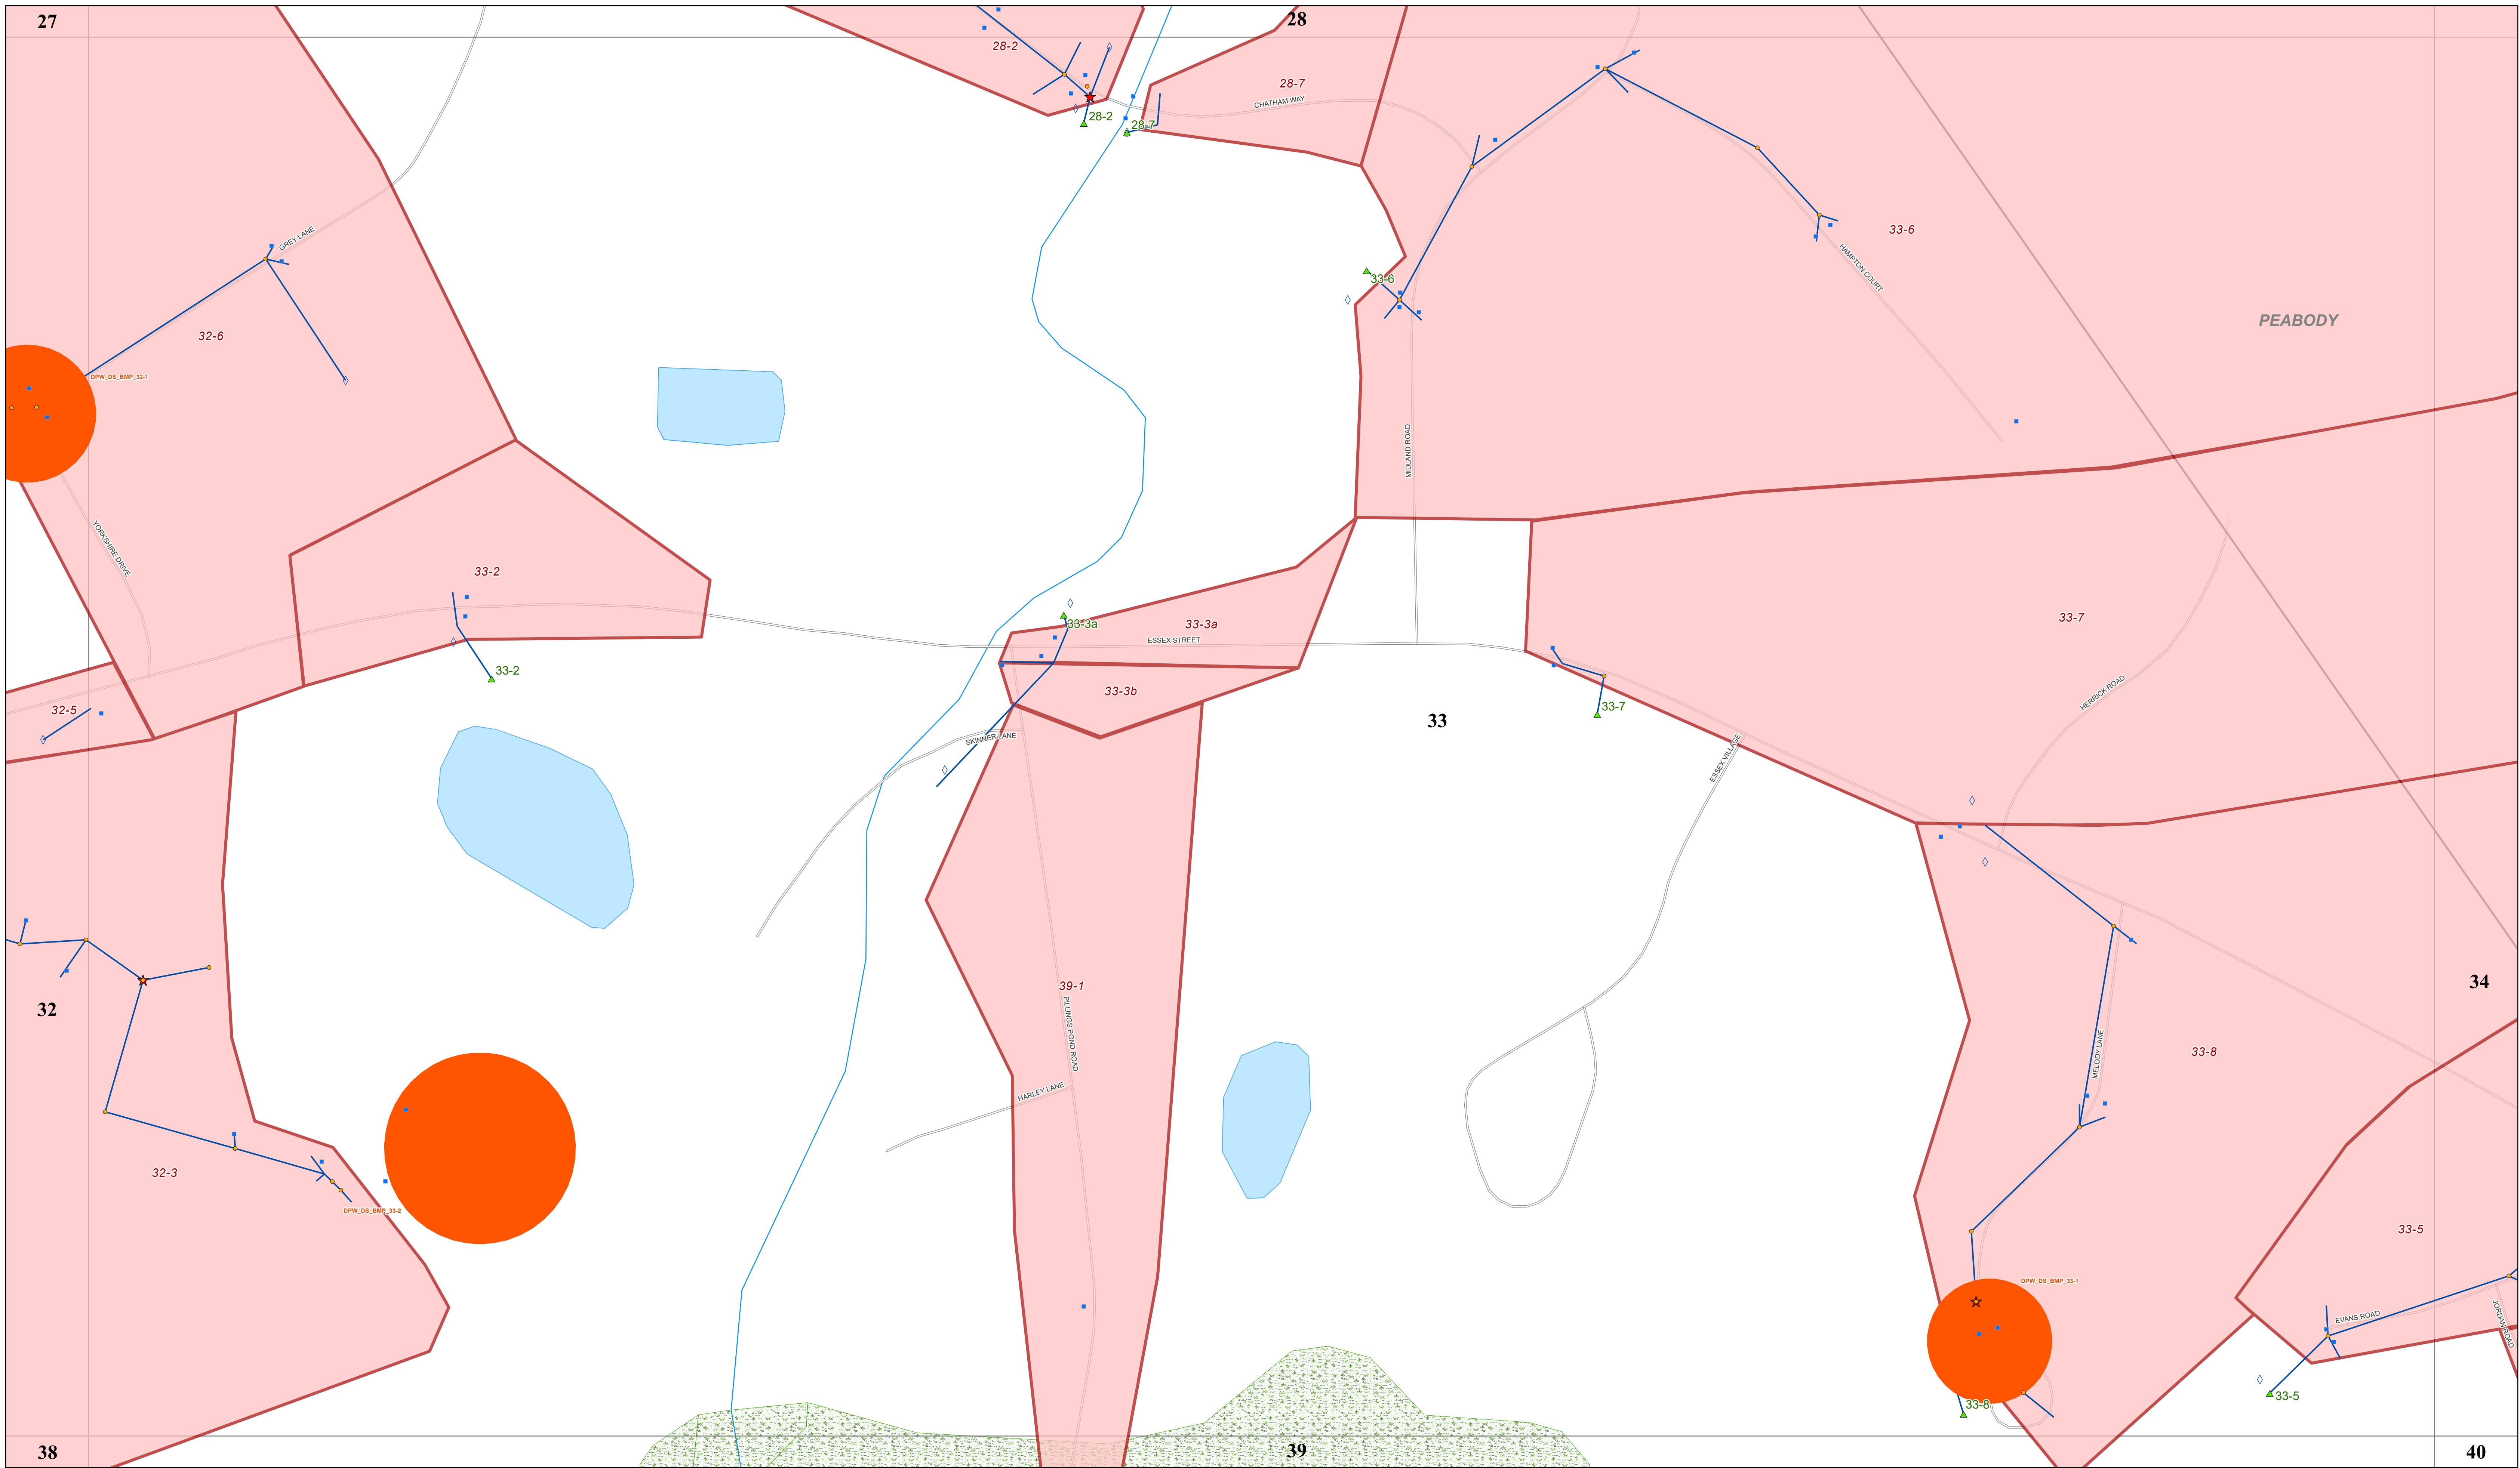 27
28
28-2
28-7
CHATHAM WAY
28-2
28-7
GREY LANE
33-6
HAMPTON COURT
33-6
PEABODY
32-6
DPW_DS_BMP_32-1
MIDLAND ROAD
YORKSHIRE DRIVE
33-2
33-3a
33-3a
ESSEX STREET
33-7
33-2
33-3b
HERRICK ROAD
32-5
33-7
33
SKINNER LANE
ESSEX VILLAGE
39-1
34
32
PILLINGS POND ROAD
33-8
MELODY LANE
HARLEY LANE
32-3
DPW_DS_BMP_33-2
33-5
DPW_DS_BMP_33-1
EVANS ROAD
JORDAN ROAD
33-5
33-8
38
39
40